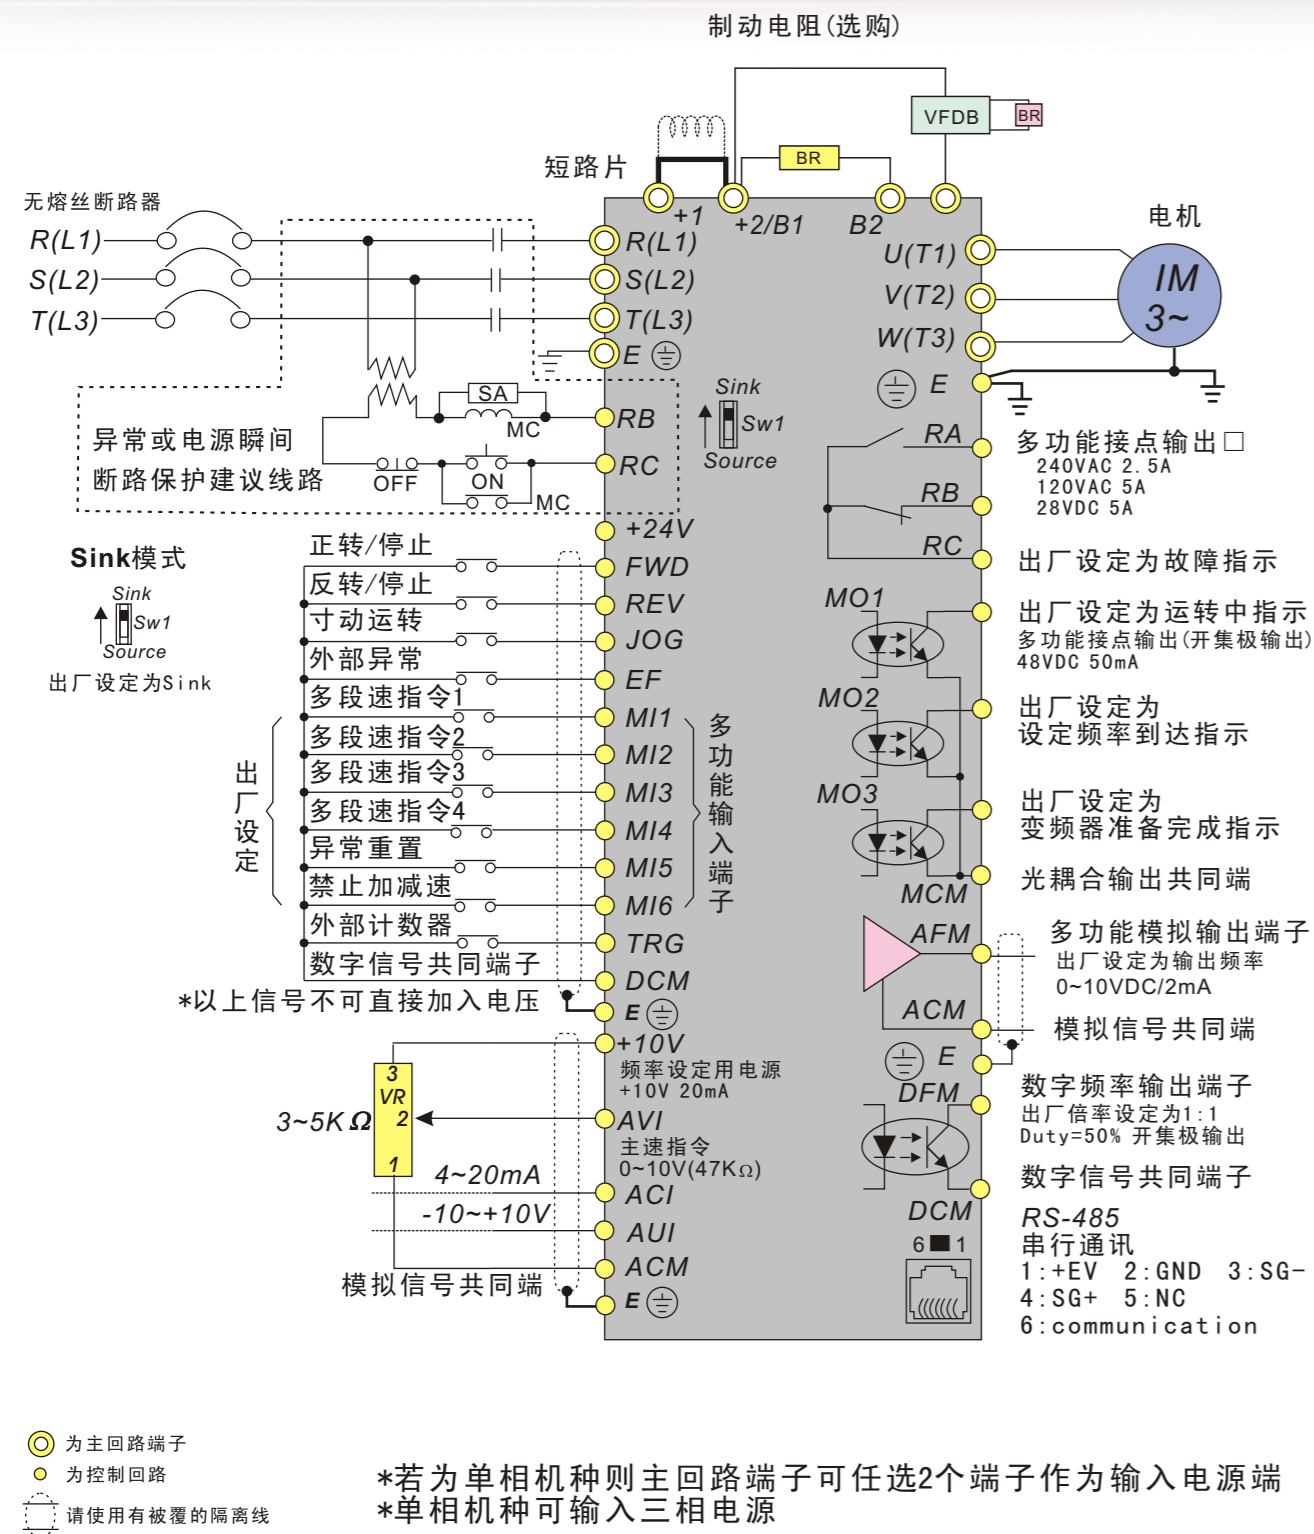 制动电阻(选购)
VFDB
BR
BR
短路片
无熔丝断路器
+1
+2/B1
B2
电机
R(L1)
R(L1)
U(T1)
IM
3~
S(L2)
S(L2)
V(T2)
T(L3)
T(L3)
W(T3)
E
E
Sink
Sw1
Source
SA
MC
RB
异常或电源瞬间
断路保护建议线路
OFF
ON
MC
RC
RA
多功能接点输出□
240VAC 2.5A
120VAC 5A
28VDC 5A
RB
RC
出厂设定为故障指示
+24V
Sink模式
Sink
Sw1
Source
出厂设定为Sink
正转/停止
FWD
反转/停止
REV
寸动运转
JOG
外部异常
EF
出厂设定
多段速指令1
MI1
多段速指令2
MI2
多段速指令3
MI3
多段速指令4
MI4
异常重置
MI5
禁止加减速
MI6
多功能输入端子
外部计数器
TRG
数字信号共同端子
DCM
*以上信号不可直接加入电压
E
MO1
出厂设定为运转中指示
多功能接点输出(开集极输出)
48VDC 50mA
MO2
出厂设定为
设定频率到达指示
MO3
出厂设定为
变频器准备完成指示
MCM
光耦合输出共同端
AFM
多功能模拟输出端子
出厂设定为输出频率
0~10VDC/2mA
ACM
模拟信号共同端
E
+10V
频率设定用电源
+10V 20mA
3
VR
2
1
3~5KΩ
AVI
主速指令
0~10V(47KΩ)
4~20mA
ACI
-10~+10V
AUI
ACM
模拟信号共同端
E
DFM
数字频率输出端子
出厂倍率设定为1:1
Duty=50% 开集极输出
数字信号共同端子
DCM
6 1
RS-485
串行通讯
1:+EV 2:GND 3:SG-
4:SG+ 5:NC
6:communication
为主回路端子
为控制回路
请使用有被覆的隔离线
*若为单相机种则主回路端子可任选2个端子作为输入电源端
*单相机种可输入三相电源